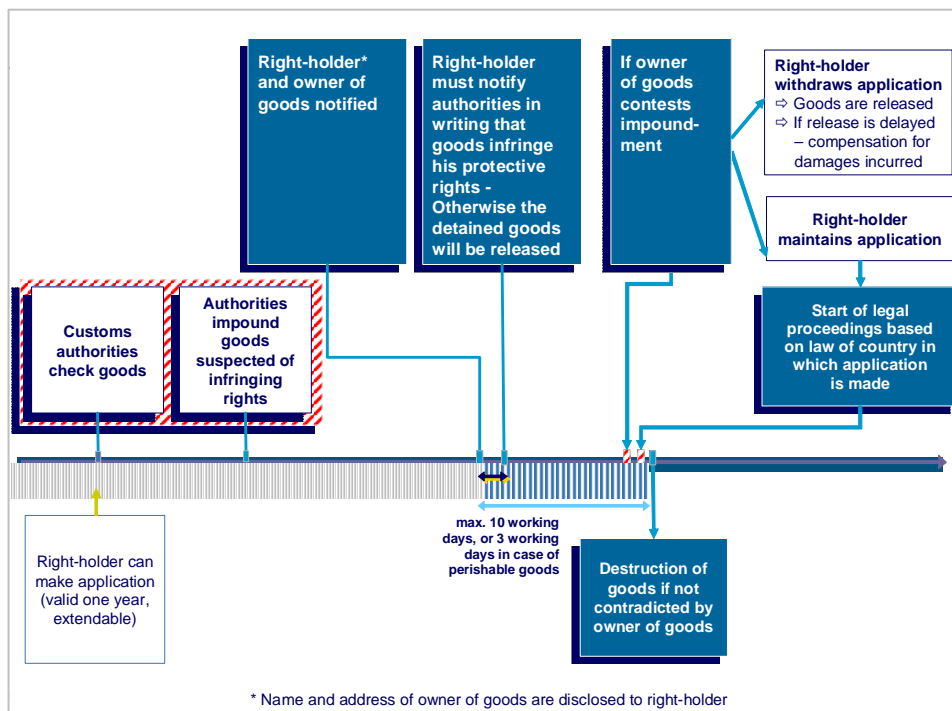 Right-holder*
and owner of
goods notified
Right-holder
must notify
authorities in
writing that
goods infringe
his protective
rights -
Otherwise the
detained goods
will be released
If owner
of goods
contests
impound-
ment
Right-holder
withdraws application
⇨ Goods are released
⇨ If release is delayed
– compensation for
damages incurred
Right-holder
maintains application
Customs
authorities
check goods
Authorities
impound
goods
suspected of
infringing
rights
Start of legal
proceedings based
on law of country in
which application
is made
max. 10 working
days, or 3 working
days in case of
perishable goods
Right-holder can
make application
(valid one year,
extendable)
Destruction of
goods if not
contradicted by
owner of goods
* Name and address of owner of goods are disclosed to right-holder